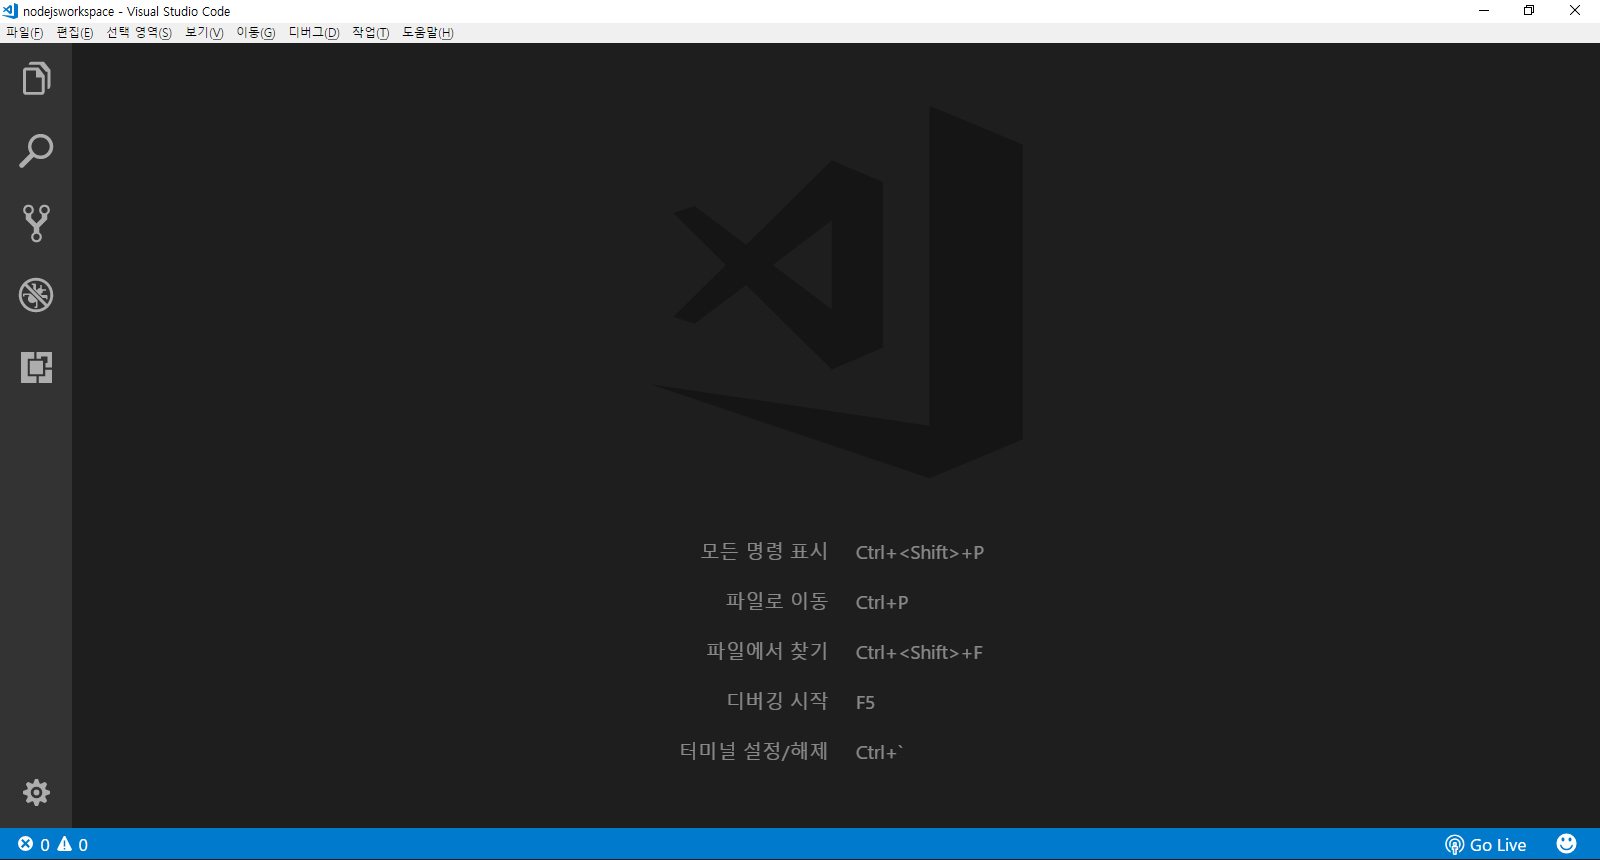 nodejsworkspace - Visual Studio Code
파일(F) 편집(E) 선택 영역(S) 보기(V) 이동(G) 디버그(D) 작업(T) 도움말(H)
모든 명령 표시 Ctrl+<Shift>+P
파일로 이동 Ctrl+P
파일에서 찾기 Ctrl+<Shift>+F
디버깅 시작 F5
터미널 설정/해제 Ctrl+`
0 0 Go Live